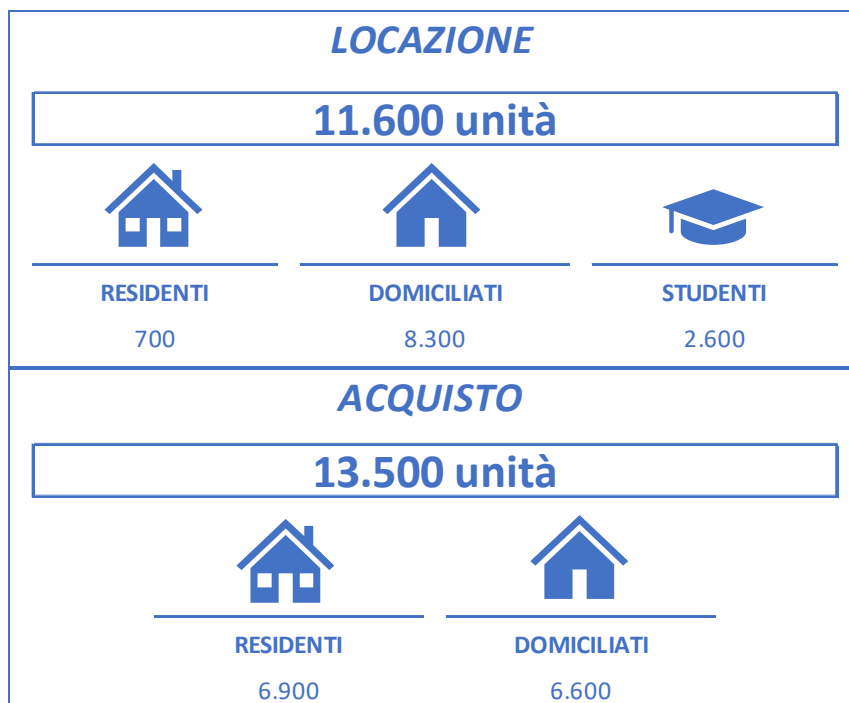 LOCAZIONE
11.600 unità
RESIDENTI DOMICILIATI STUDENTI
700 8.300 2.600
ACQUISTO
13.500 unità
RESIDENTI DOMICILIATI
6.900 6.600